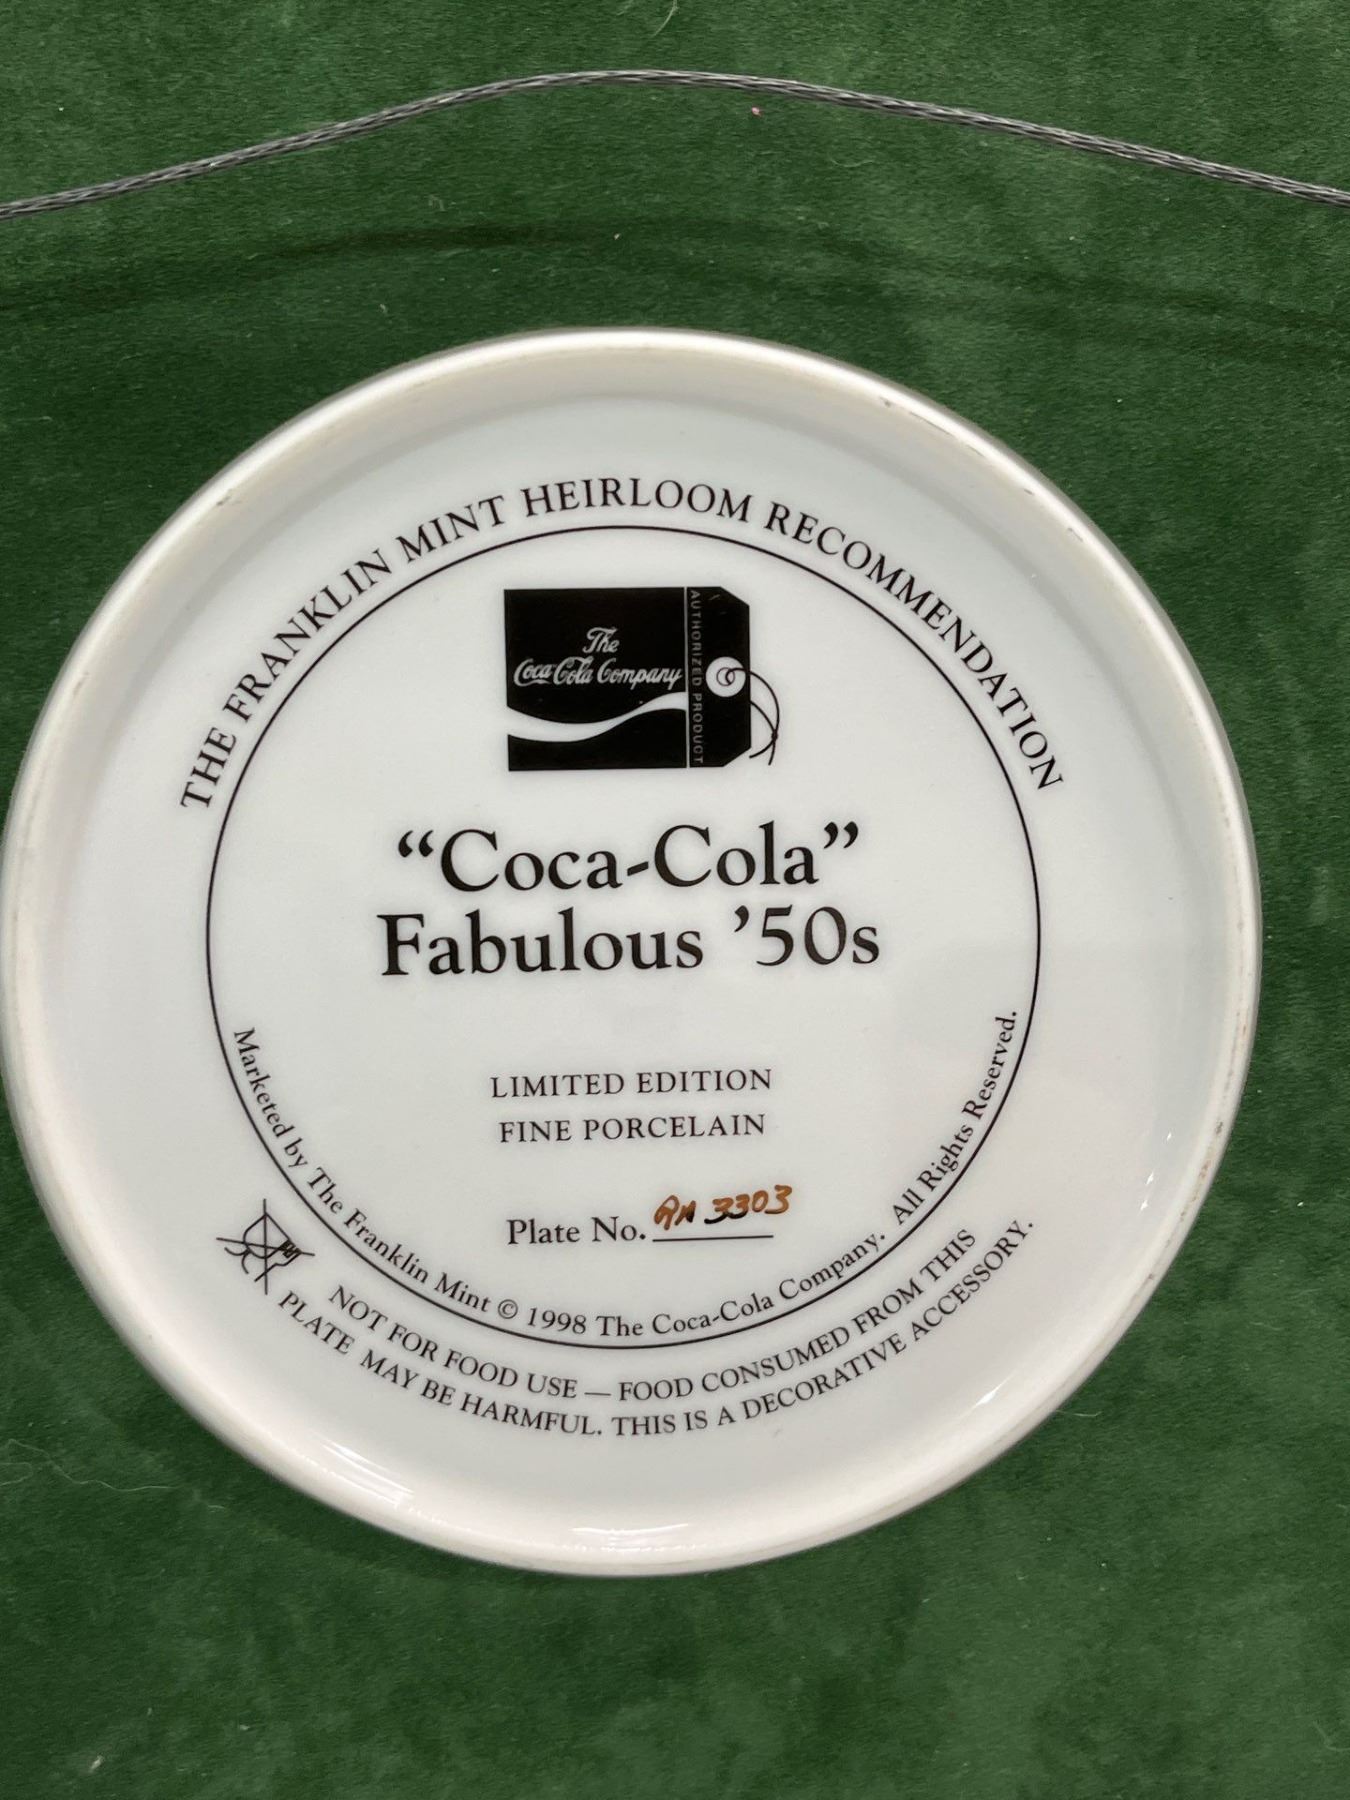 THE FRANKLIN MINT HEIRLOOM RECOMMENDATION
The
Coca-Cola Company
AUTHORIZED PRODUCT
“Coca-Cola”
Fabulous ’50s
LIMITED EDITION
FINE PORCELAIN
Plate No. RA 3303
Marketed by The Franklin Mint © 1998 The Coca-Cola Company. All Rights Reserved.
NOT FOR FOOD USE — FOOD CONSUMED FROM THIS
PLATE MAY BE HARMFUL. THIS IS A DECORATIVE ACCESSORY.